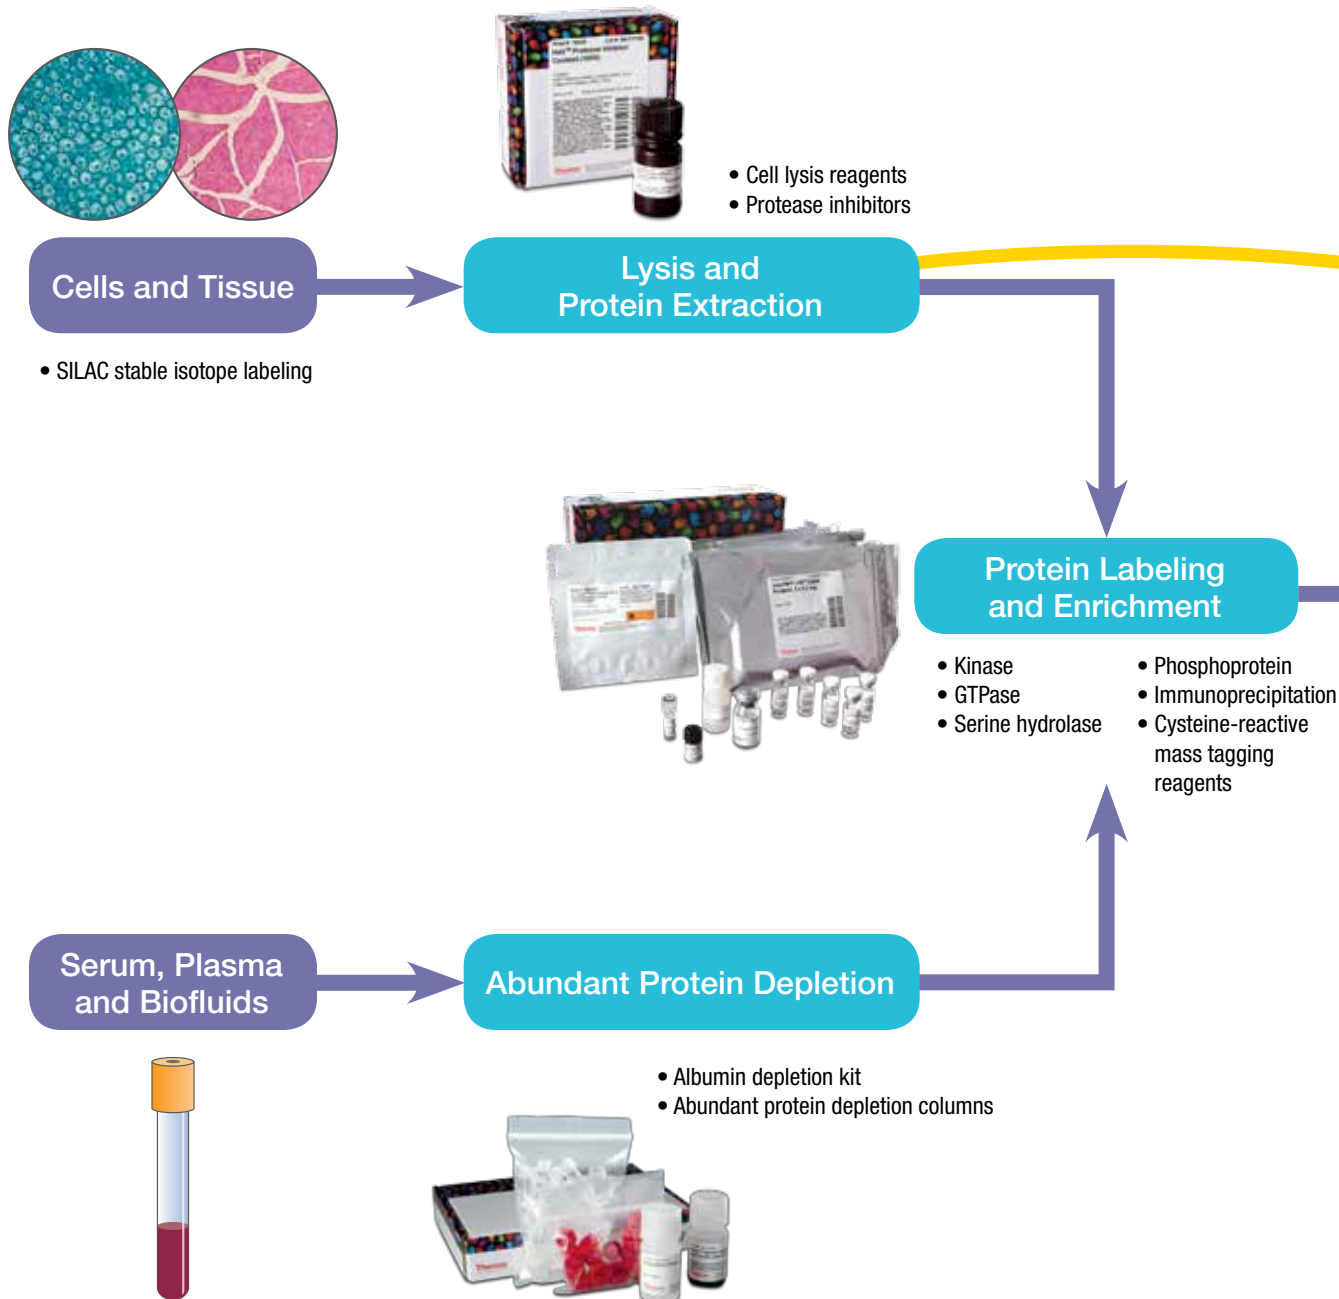 • Cell lysis reagents
• Protease inhibitors
Cells and Tissue
Lysis and
Protein Extraction
• SILAC stable isotope labeling
Protein Labeling
and Enrichment
• Kinase
• GTPase
• Serine hydrolase
• Phosphoprotein
• Immunoprecipitation
• Cysteine-reactive
mass tagging
reagents
Serum, Plasma
and Biofluids
Abundant Protein Depletion
• Albumin depletion kit
• Abundant protein depletion columns